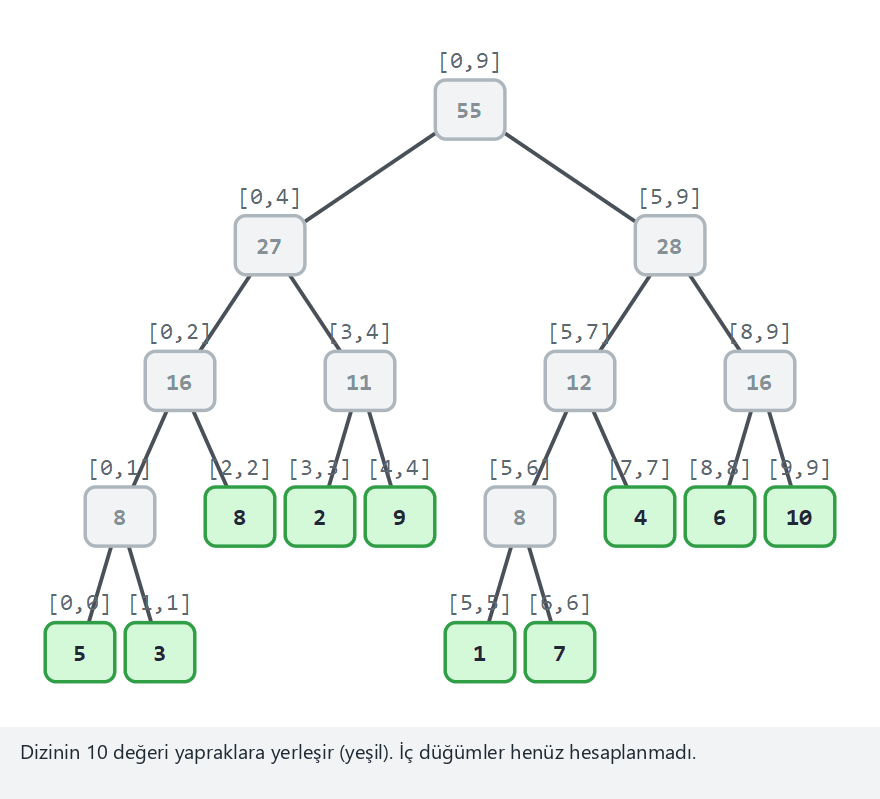 [0,9]
55
[0,4] [5,9]
27 28
[0,2] [3,4] [5,7] [8,9]
16 11 12 16
[0,1] [2,2] [3,3] [4,4] [5,6] [7,7] [8,8] [9,9]
8 8 2 9 8 4 6 10
[0,0] [1,1] [5,5] [6,6]
5 3 1 7
Dizinin 10 değeri yapraklara yerleşir (yeşil). İç düğümler henüz hesaplanmadı.